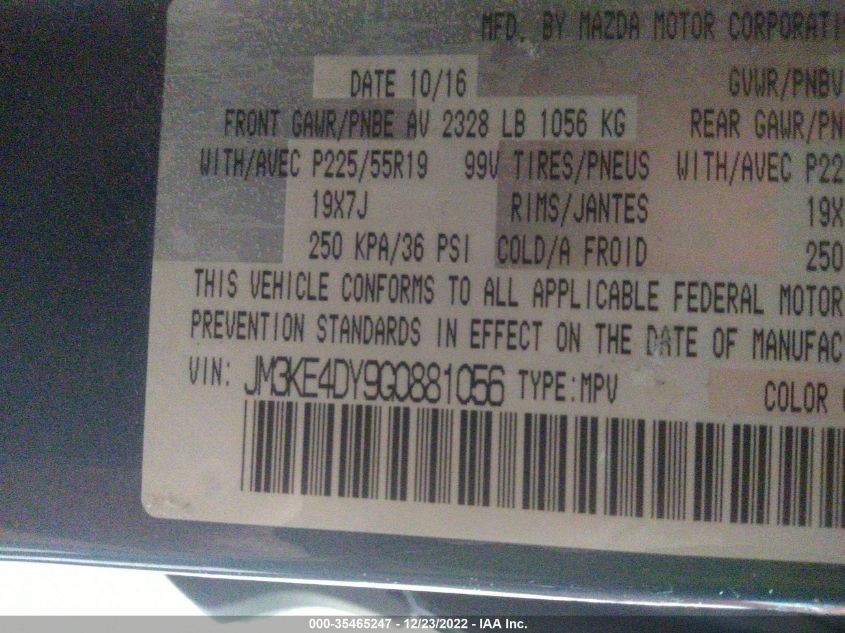 MFD. BY MAZDA MOTOR CORPORATI
DATE 10/16 GVWR/PNBV
FRONT GAWR/PNBE AV 2328 LB 1056 KG REAR GAWR/PN
WITH/AVEC P225/55R19 99V TIRES/PNEUS WITH/AVEC P22
19X7J RIMS/JANTES 19X
250 KPA/36 PSI COLD/A FROID 250
THIS VEHICLE CONFORMS TO ALL APPLICABLE FEDERAL MOTOR
PREVENTION STANDARDS IN EFFECT ON THE DATE OF MANUFAC
VIN: JM3KE4DY9G0881056 TYPE:MPV COLOR
000-35465247 - 12/23/2022 - IAA Inc.